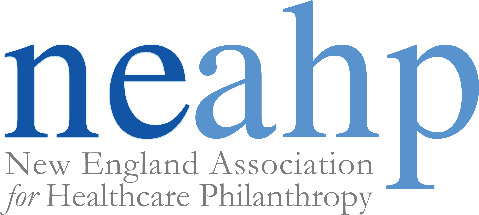 neahp
New England Association
for Healthcare Philanthropy